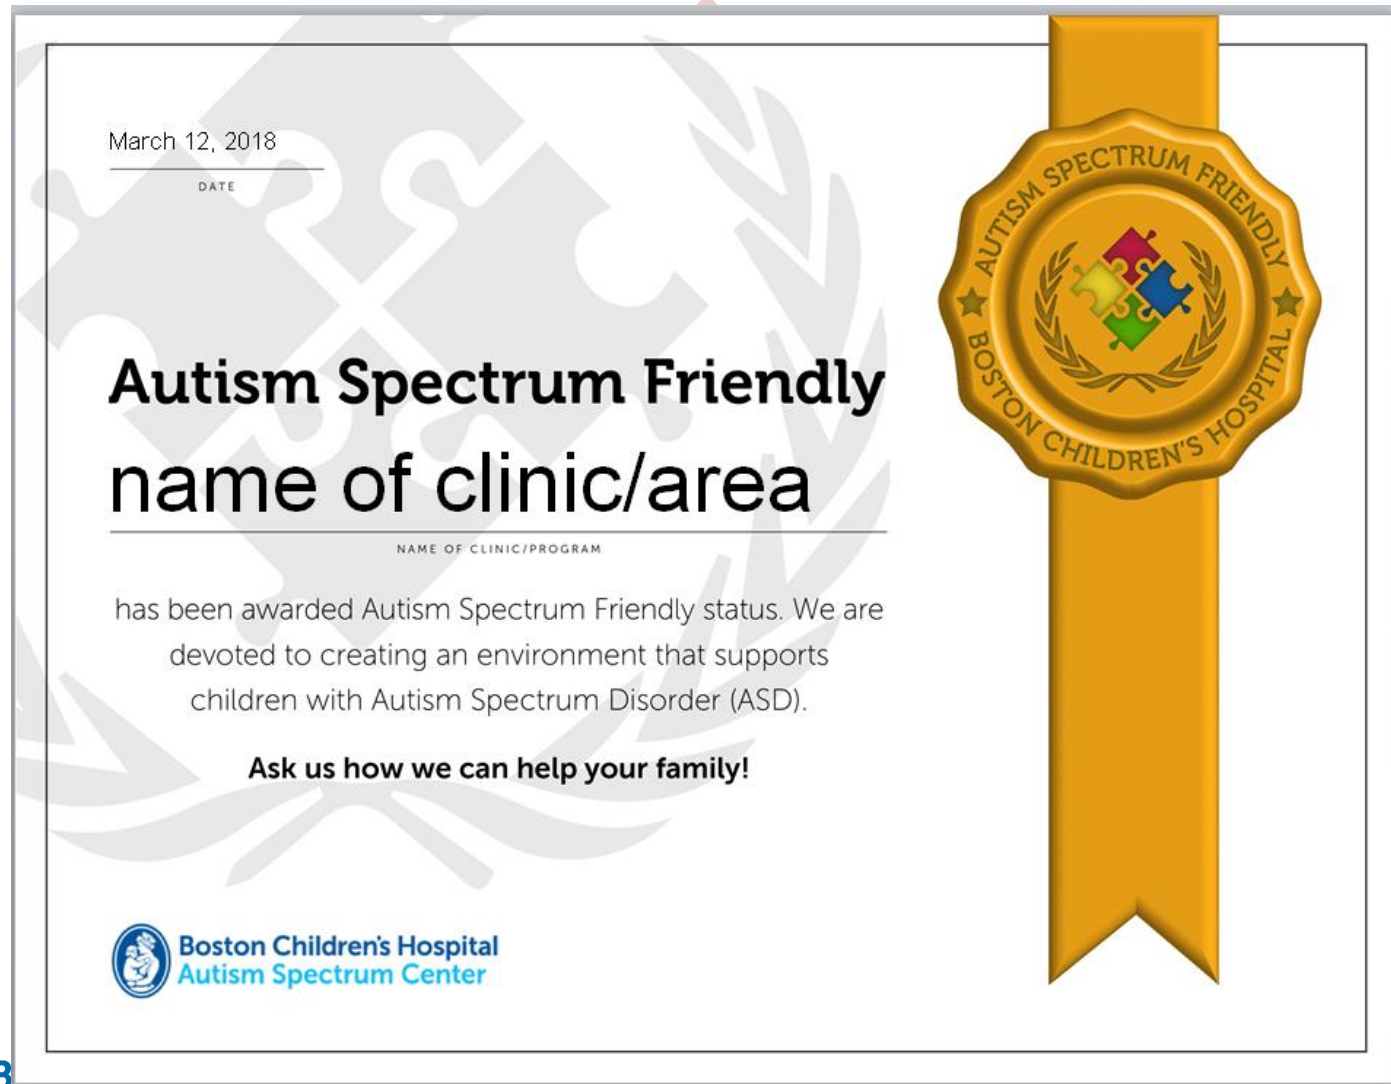 March 12, 2018
DATE
Autism Spectrum Friendly
name of clinic/area
NAME OF CLINIC/PROGRAM
has been awarded Autism Spectrum Friendly status. We are
devoted to creating an environment that supports
children with Autism Spectrum Disorder (ASD).
Ask us how we can help your family!
Boston Children's Hospital
Autism Spectrum Center
AUTISM SPECTRUM FRIENDLY
BOSTON CHILDREN'S HOSPITAL